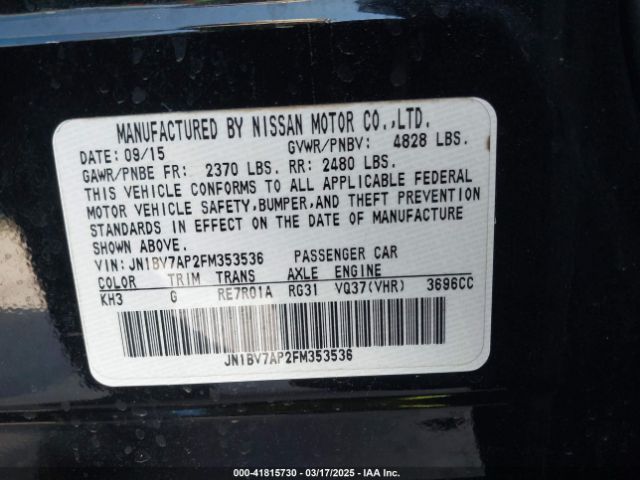 MANUFACTURED BY NISSAN MOTOR CO.,LTD.
DATE: 09/15 GVWR/PNBV: 4828 LBS.
GAWR/PNBE FR: 2370 LBS. RR: 2480 LBS.
THIS VEHICLE CONFORMS TO ALL APPLICABLE FEDERAL
MOTOR VEHICLE SAFETY,BUMPER,AND THEFT PREVENTION
STANDARDS IN EFFECT ON THE DATE OF MANUFACTURE
SHOWN ABOVE.
VIN: JN1BV7AP2FM353536 PASSENGER CAR
COLOR TRIM TRANS AXLE ENGINE
KH3 G RE7R01A RG31 VQ37(VHR) 3696CC
JN1BV7AP2FM353536
000-41815730 - 03/17/2025 - IAA Inc.